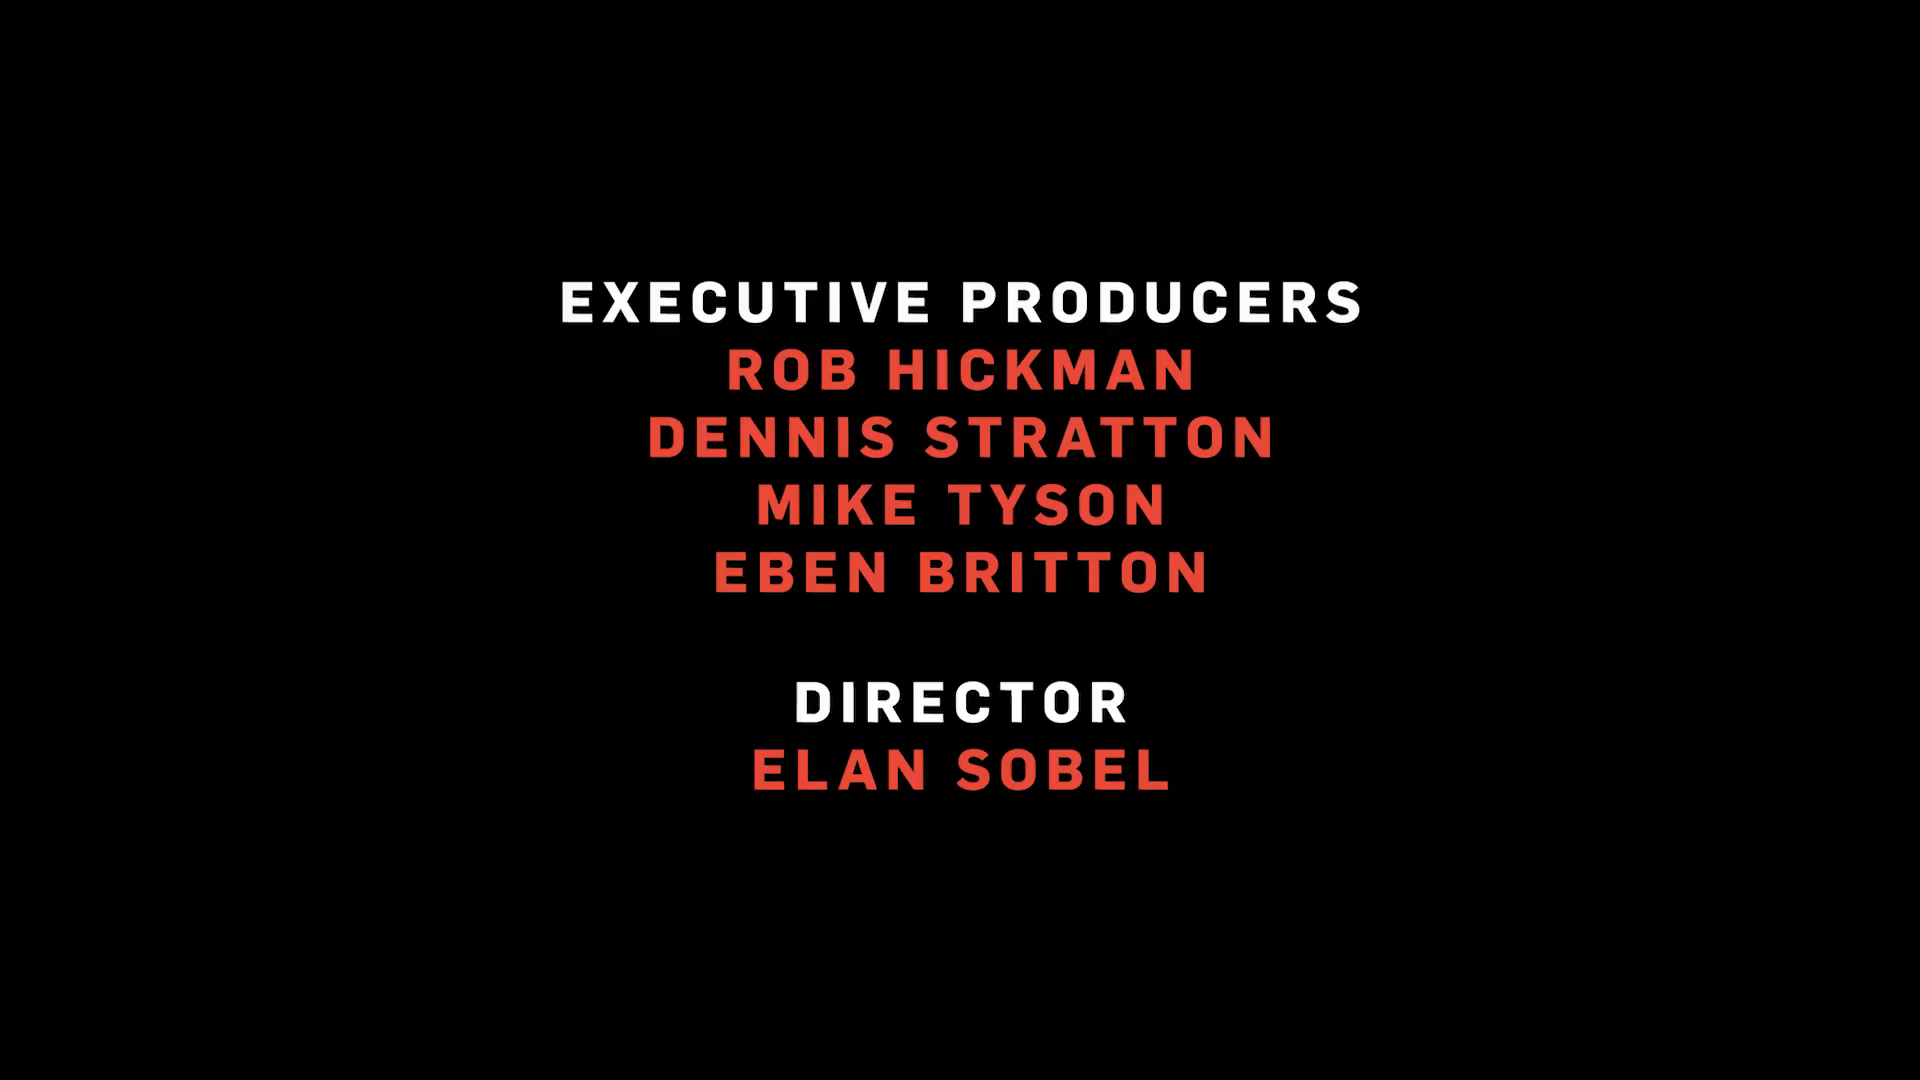 EXECUTIVE PRODUCERS
ROB HICKMAN
DENNIS STRATTON
MIKE TYSON
EBEN BRITTON
DIRECTOR
ELAN SOBEL